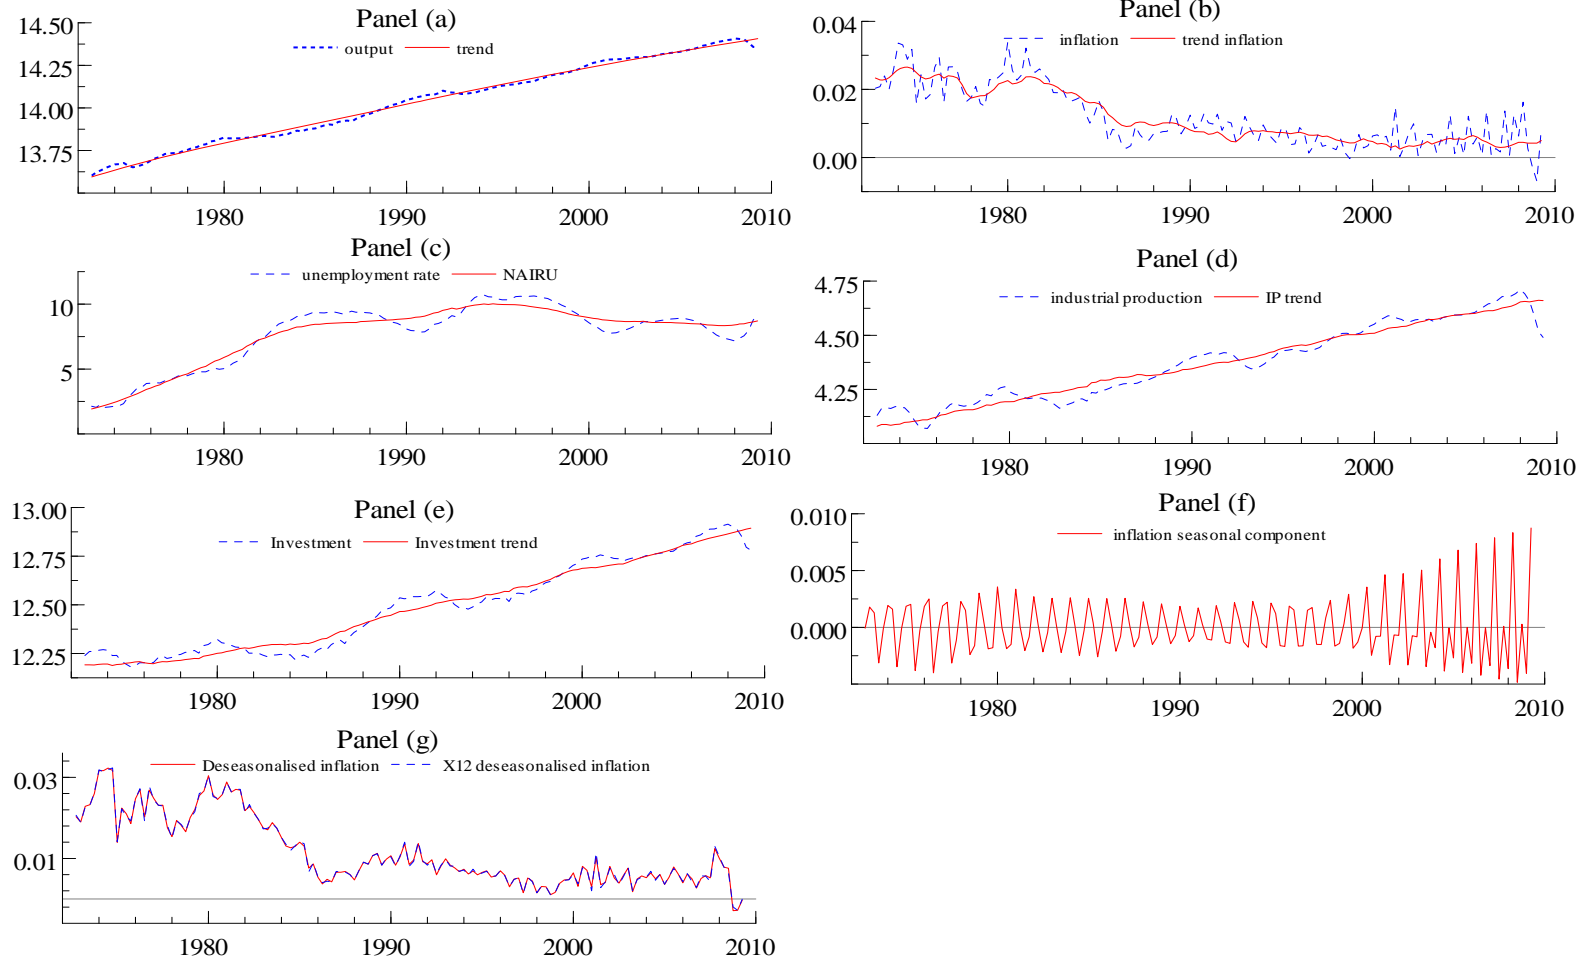 Panel (a)
output trend
14.50
14.25
14.00
13.75
1980 1990 2000 2010
Panel (b)
inflation trend inflation
0.04
0.02
0.00
1980 1990 2000 2010
Panel (c)
unemployment rate NAIRU
10
5
1980 1990 2000 2010
Panel (d)
industrial production IP trend
4.75
4.50
4.25
1980 1990 2000 2010
Panel (e)
Investment Investment trend
13.00
12.75
12.50
12.25
1980 1990 2000 2010
Panel (f)
inflation seasonal component
0.010
0.005
0.000
1980 1990 2000 2010
Panel (g)
Deseasonalised inflation X12 deseasonalised inflation
0.03
0.01
1980 1990 2000 2010